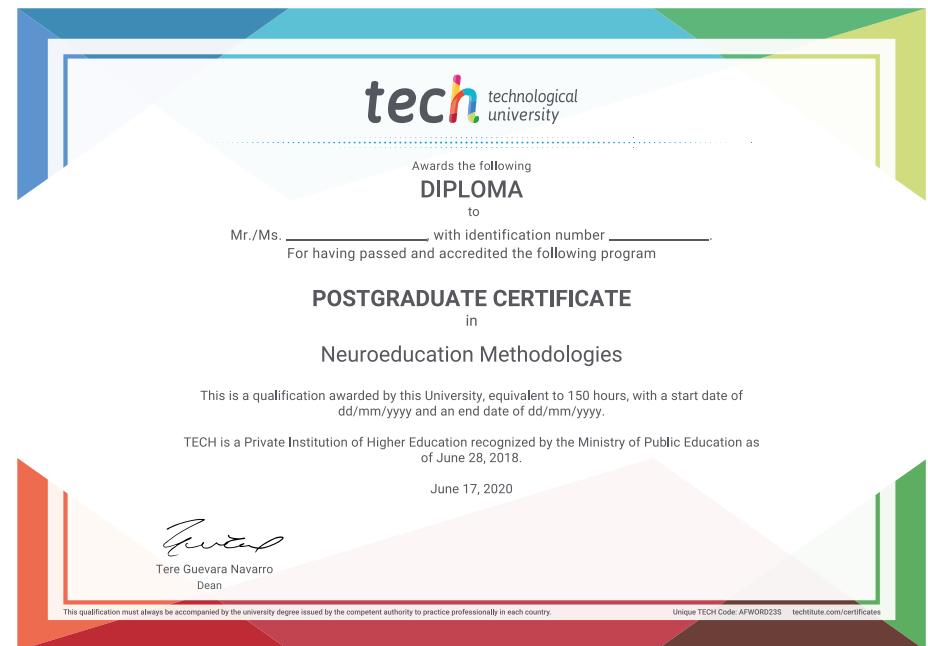 tech technological
university
Awards the following
DIPLOMA
to
Mr./Ms. ________________, with identification number ____________.
For having passed and accredited the following program
POSTGRADUATE CERTIFICATE
in
Neuroeducation Methodologies
This is a qualification awarded by this University, equivalent to 150 hours, with a start date of
dd/mm/yyyy and an end date of dd/mm/yyyy.
TECH is a Private Institution of Higher Education recognized by the Ministry of Public Education as
of June 28, 2018.
June 17, 2020
Tere Guevara Navarro
Dean
This qualification must always be accompanied by the university degree issued by the competent authority to practice professionally in each country.
Unique TECH Code: AFWORD23S techtitute.com/certificates